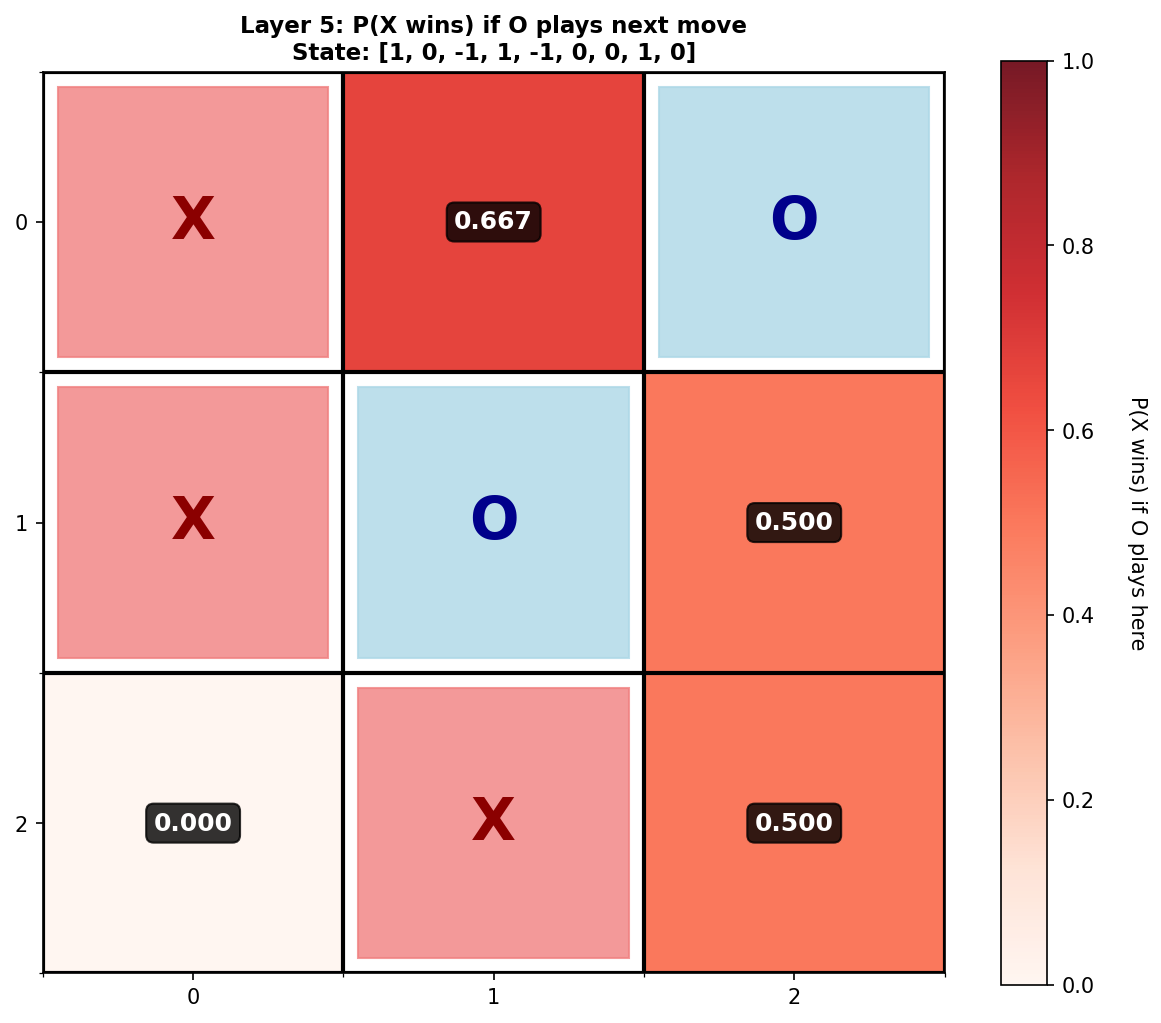 Layer 5: P(X wins) if O plays next move
State: [1, 0, -1, 1, -1, 0, 0, 1, 0]
X
0.667
O
X
O
0.500
0.000
X
0.500
0
1
2
0
1
2
1.0
0.8
0.6
0.4
0.2
0.0
P(X wins) if O plays here